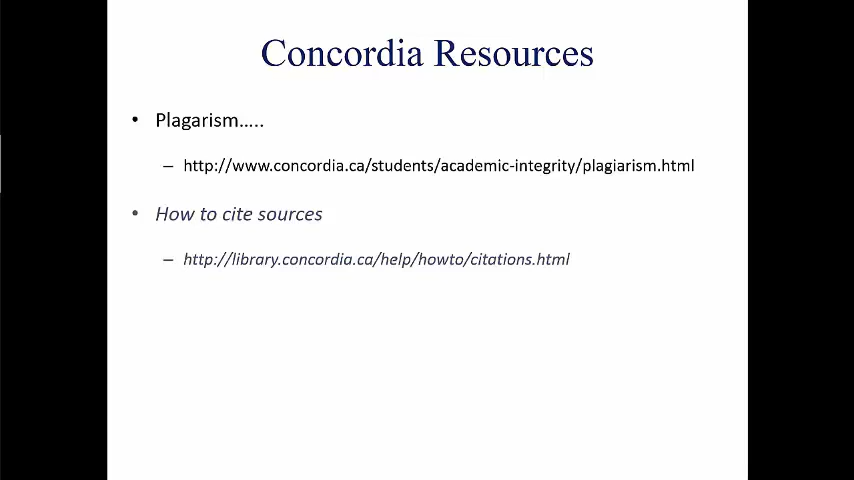 Concordia Resources
• Plagarism.....
– http://www.concordia.ca/students/academic-integrity/plagiarism.html
• How to cite sources
– http://library.concordia.ca/help/howto/citations.html